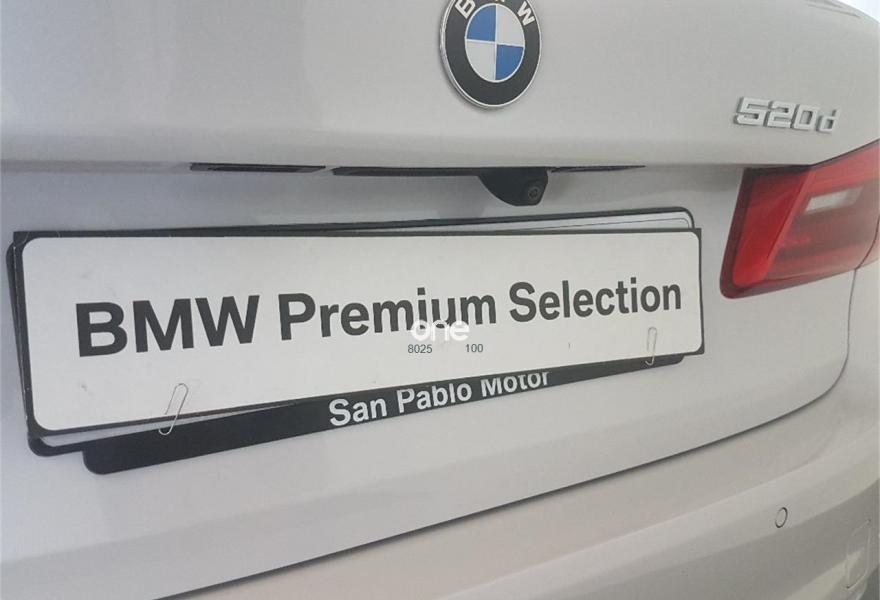 BMW
520d
BMW Premium Selection
one
8025 100
San Pablo Motor